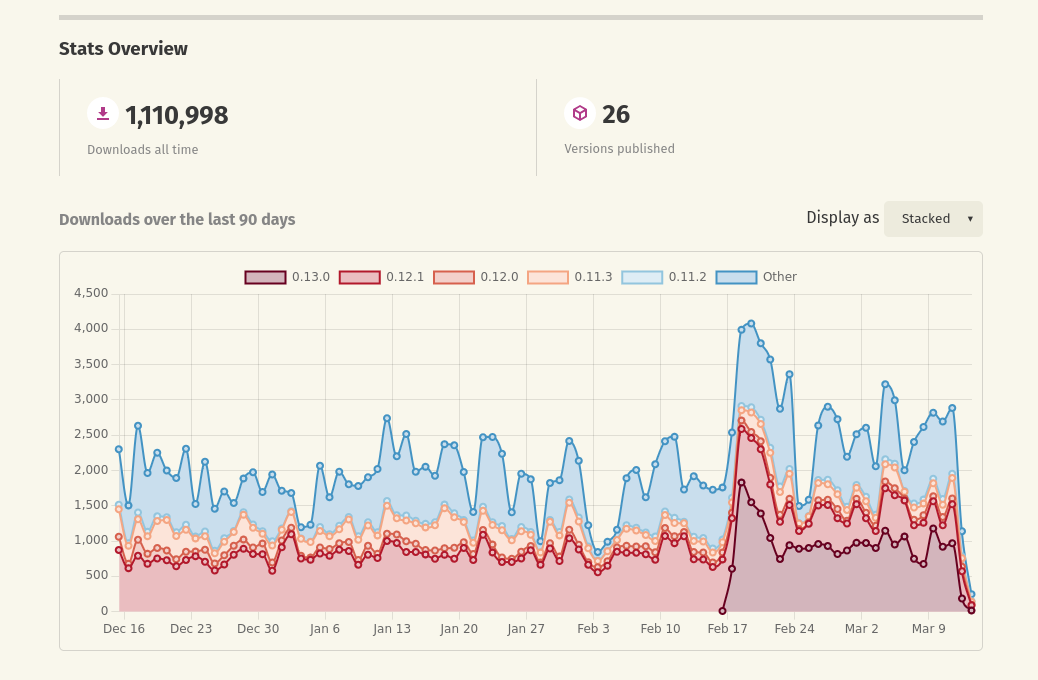 Stats Overview
1,110,998
Downloads all time
26
Versions published
Downloads over the last 90 days
Display as Stacked
0.13.0 0.12.1 0.12.0 0.11.3 0.11.2 Other
4,500
4,000
3,500
3,000
2,500
2,000
1,500
1,000
500
0
Dec 16 Dec 23 Dec 30 Jan 6 Jan 13 Jan 20 Jan 27 Feb 3 Feb 10 Feb 17 Feb 24 Mar 2 Mar 9